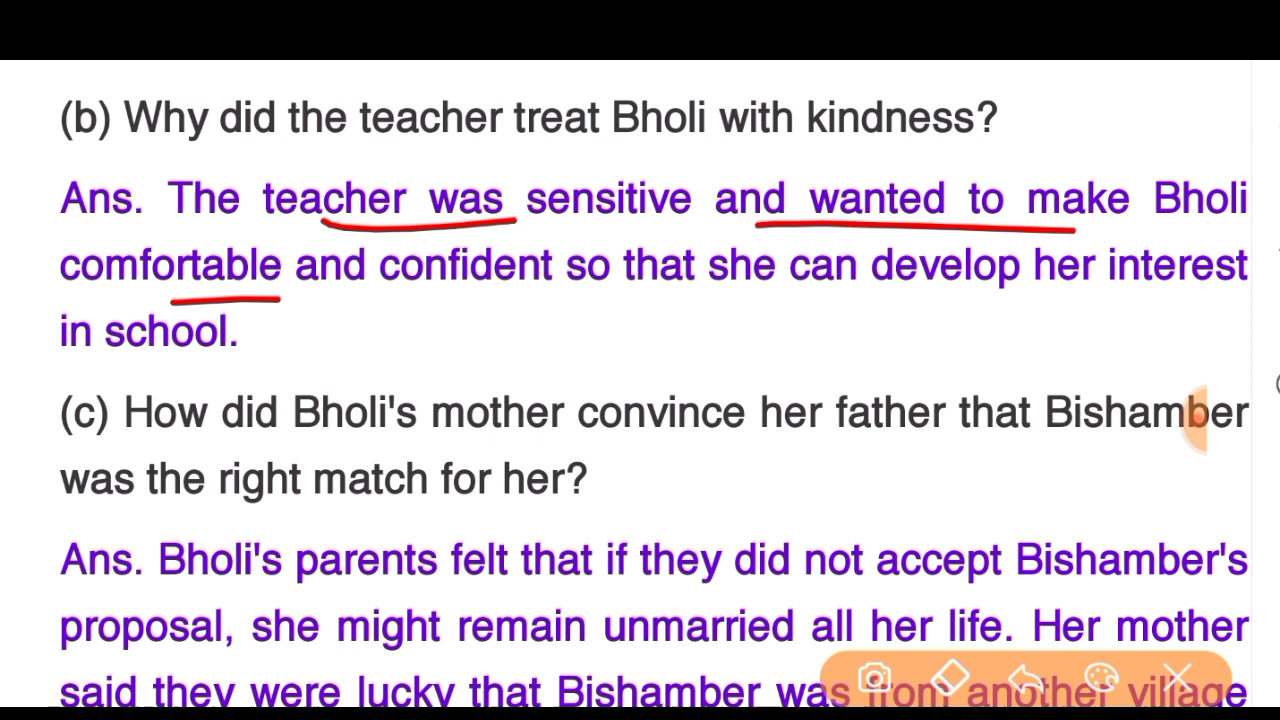 (b) Why did the teacher treat Bholi with kindness?
Ans. The teacher was sensitive and wanted to make Bholi
comfortable and confident so that she can develop her interest
in school.
(c) How did Bholi's mother convince her father that Bishamber
was the right match for her?
Ans. Bholi's parents felt that if they did not accept Bishamber's
proposal, she might remain unmarried all her life. Her mother
said they were lucky that Bishamber was from another village